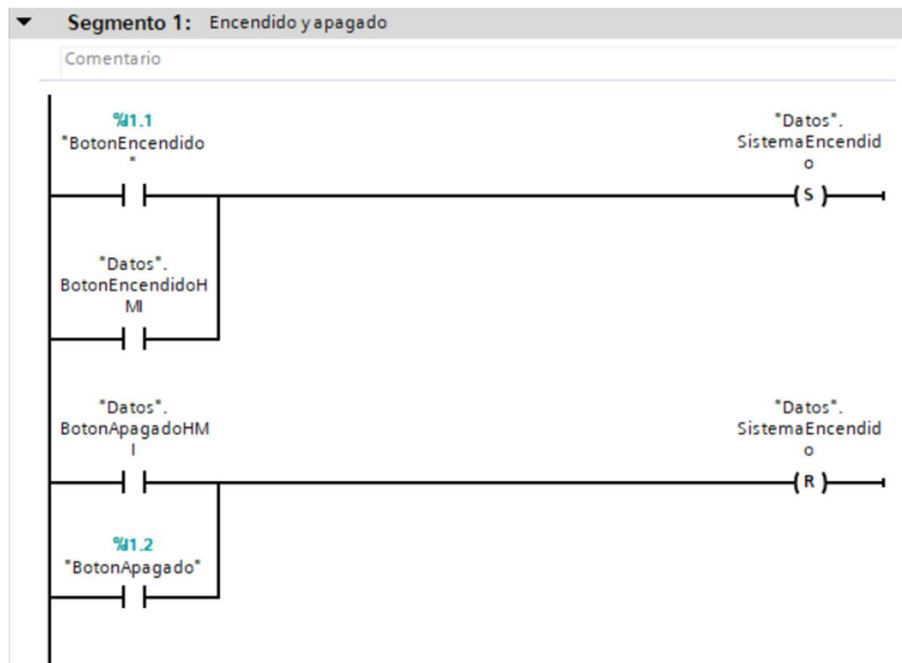 Segmento 1: Encendido y apagado
Comentario
%I1.1
"BotonEncendido
"
"Datos".
SistemaEncendid
o
S
"Datos".
BotonEncendidoH
MI
"Datos".
BotonApagadoHM
I
"Datos".
SistemaEncendid
o
R
%I1.2
"BotonApagado"